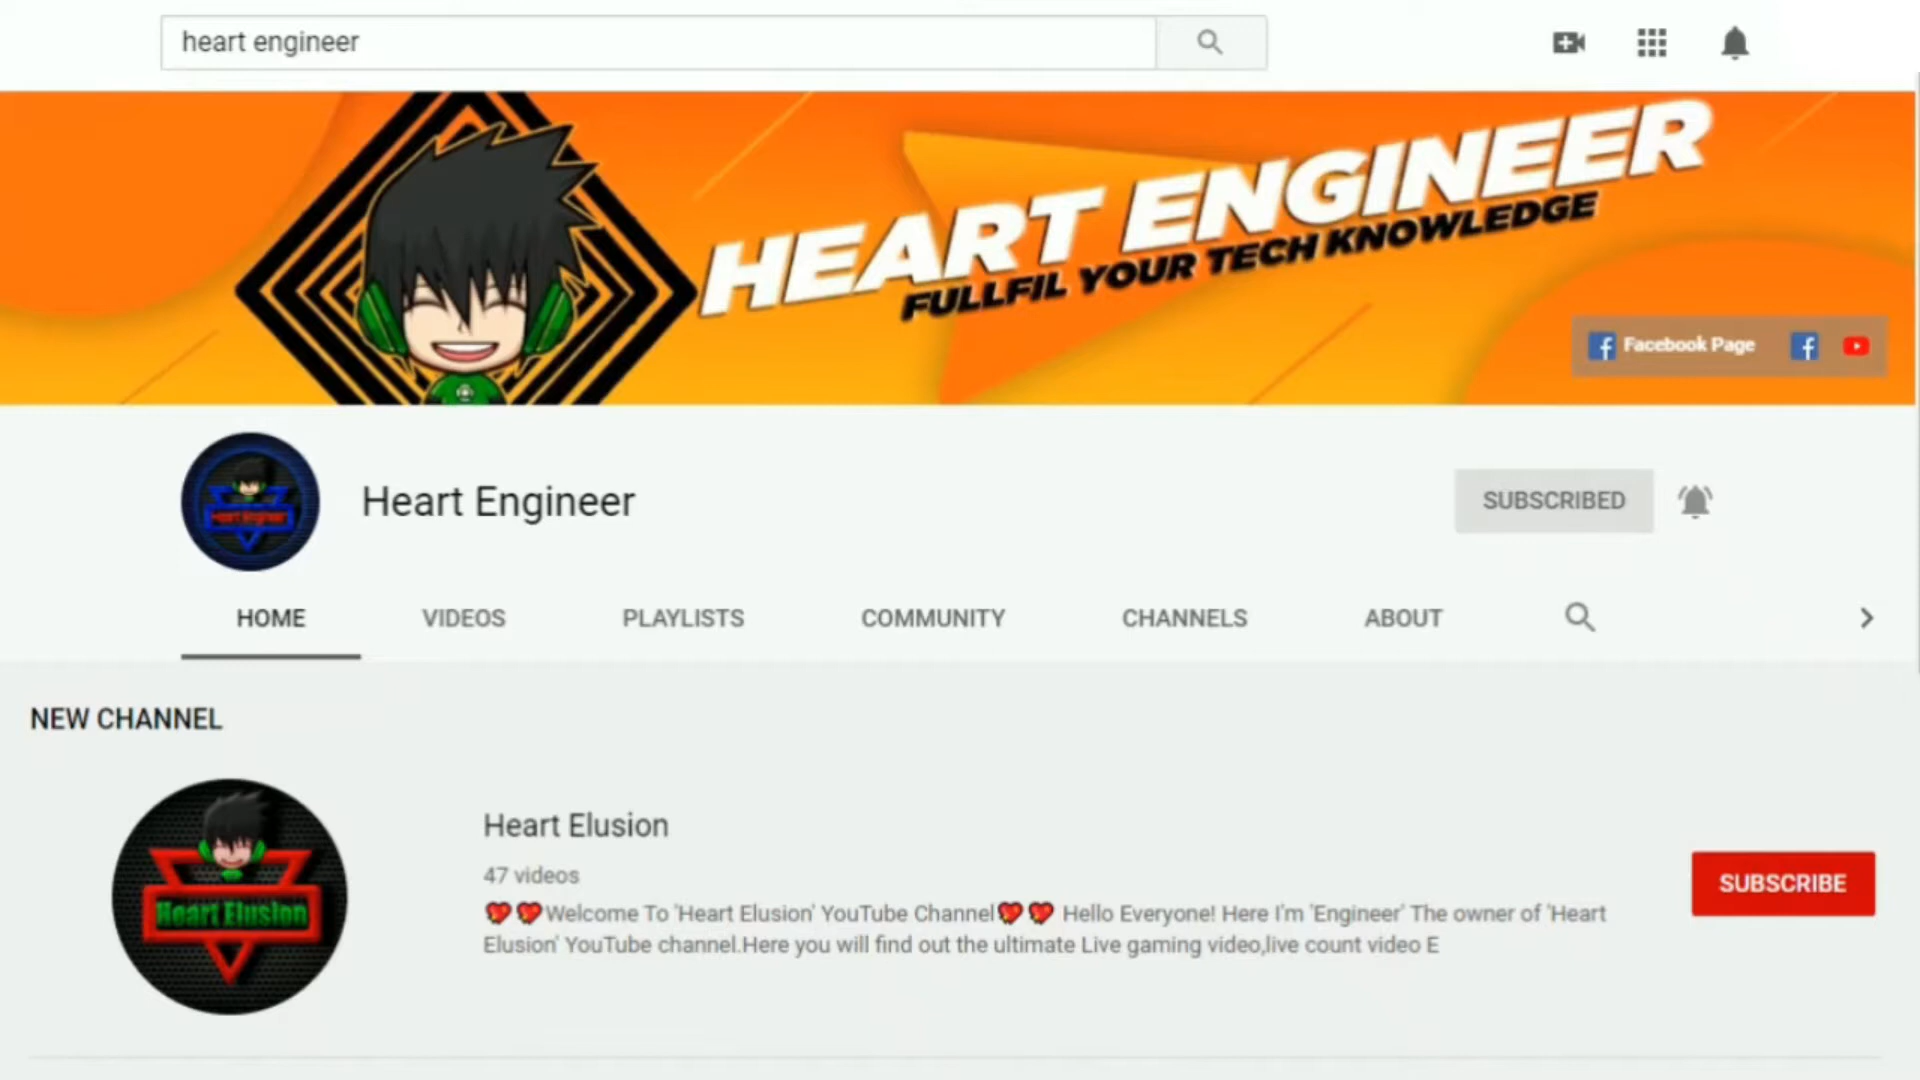 heart engineer
HEART ENGINEER
FULLFIL YOUR TECH KNOWLEDGE
Facebook Page
Heart Engineer
Heart Engineer
SUBSCRIBED
HOME VIDEOS PLAYLISTS COMMUNITY CHANNELS ABOUT
NEW CHANNEL
Heart Elusion
Heart Elusion
47 videos
💖💖Welcome To 'Heart Elusion' YouTube Channel💖💖 Hello Everyone! Here I'm 'Engineer' The owner of 'Heart
Elusion' YouTube channel.Here you will find out the ultimate Live gaming video,live count video E
SUBSCRIBE